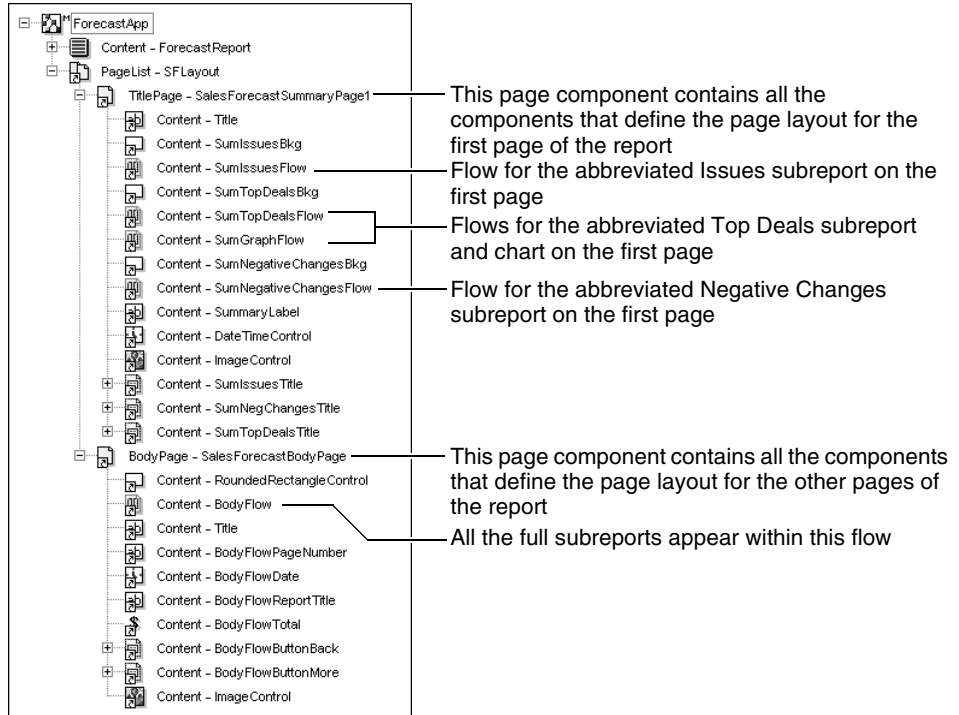 M ForecastApp
Content - ForecastReport
PageList - SFLayout
TitlePage - SalesForecastSummaryPage1
Content - Title
Content - SumIssuesBkg
Content - SumIssuesFlow
Content - SumTopDealsBkg
Content - SumTopDealsFlow
Content - SumGraphFlow
Content - SumNegativeChangesBkg
Content - SumNegativeChangesFlow
Content - SummaryLabel
Content - DateTimeControl
Content - ImageControl
Content - SumIssuesTitle
Content - SumNegChangesTitle
Content - SumTopDealsTitle
BodyPage - SalesForecastBodyPage
Content - RoundedRectangleControl
Content - BodyFlow
Content - Title
Content - BodyFlowPageNumber
Content - BodyFlowDate
Content - BodyFlowReportTitle
Content - BodyFlowTotal
Content - BodyFlowButtonBack
Content - BodyFlowButtonMore
Content - ImageControl
This page component contains all the
components that define the page layout for the
first page of the report
Flow for the abbreviated Issues subreport on the
first page
Flows for the abbreviated Top Deals subreport
and chart on the first page
Flow for the abbreviated Negative Changes
subreport on the first page
This page component contains all the components
that define the page layout for the other pages of
the report
All the full subreports appear within this flow